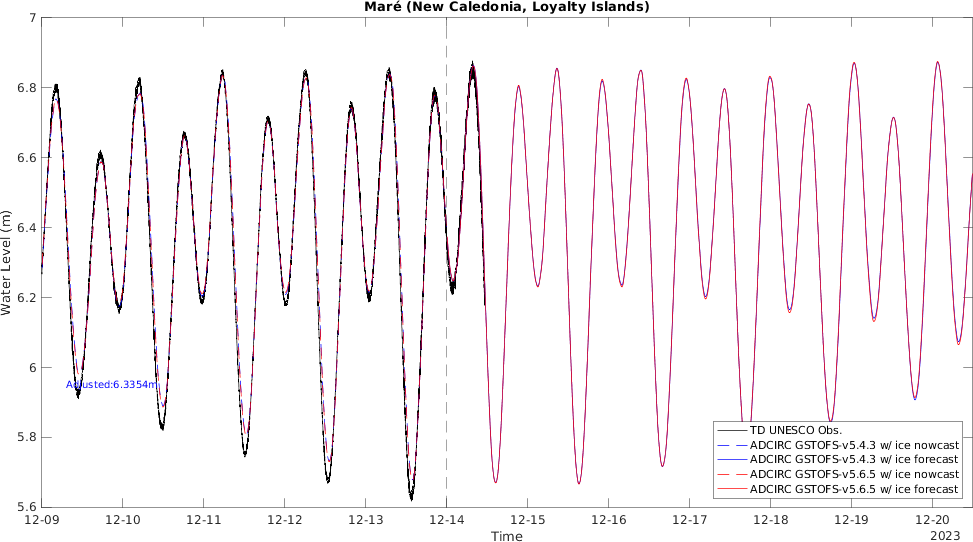 Maré (New Caledonia, Loyalty Islands)
7
6.8
6.6
6.4
6.2
6
5.8
5.6
Water Level (m)
Adjusted:6.3354m
TD UNESCO Obs.
ADCIRC GSTOFS-v5.4.3 w/ ice nowcast
ADCIRC GSTOFS-v5.4.3 w/ ice forecast
ADCIRC GSTOFS-v5.6.5 w/ ice nowcast
ADCIRC GSTOFS-v5.6.5 w/ ice forecast
12-09 12-10 12-11 12-12 12-13 12-14 12-15 12-16 12-17 12-18 12-19 12-20
Time
2023